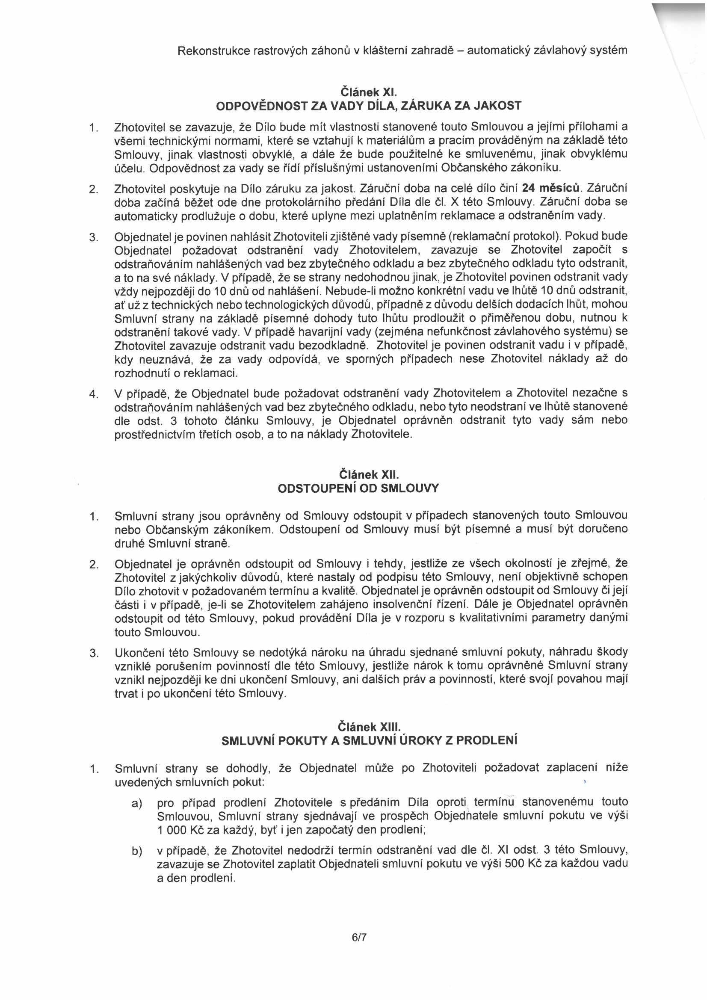 Rekonstrukce rastrových záhonů v klášterní zahradě – automatický závlahový systém
Článek XI.
ODPOVĚDNOST ZA VADY DÍLA, ZÁRUKA ZA JAKOST
1. Zhotovitel se zavazuje, že Dílo bude mít vlastnosti stanovené touto Smlouvou a jejími přílohami a
všemi technickými normami, které se vztahují k materiálům a pracím prováděným na základě této
Smlouvy, jinak vlastnosti obvyklé, a dále že bude použitelné ke smluvenému, jinak obvyklému
účelu. Odpovědnost za vady se řídí příslušnými ustanoveními Občanského zákoníku.
2. Zhotovitel poskytuje na Dílo záruku za jakost. Záruční doba na celé dílo činí 24 měsíců. Záruční
doba začíná běžet ode dne protokolárního předání Díla dle čl. X této Smlouvy. Záruční doba se
automaticky prodlužuje o dobu, které uplyne mezi uplatněním reklamace a odstraněním vady.
3. Objednatel je povinen nahlásit Zhotoviteli zjištěné vady písemně (reklamační protokol). Pokud bude
Objednatel požadovat odstranění vady Zhotovitelem, zavazuje se Zhotovitel započít s
odstraňováním nahlášených vad bez zbytečného odkladu a bez zbytečného odkladu tyto odstranit,
a to na své náklady. V případě, že se strany nedohodnou jinak, je Zhotovitel povinen odstranit vady
vždy nejpozději do 10 dnů od nahlášení. Nebude-li možno konkrétní vadu ve lhůtě 10 dnů odstranit,
ať už z technických nebo technologických důvodů, případně z důvodu delších dodacích lhůt, mohou
Smluvní strany na základě písemné dohody tuto lhůtu prodloužit o přiměřenou dobu, nutnou k
odstranění takové vady. V případě havarijní vady (zejména nefunkčnost závlahového systému) se
Zhotovitel zavazuje odstranit vadu bezodkladně. Zhotovitel je povinen odstranit vadu i v případě,
kdy neuznává, že za vady odpovídá, ve sporných případech nese Zhotovitel náklady až do
rozhodnutí o reklamaci.
4. V případě, že Objednatel bude požadovat odstranění vady Zhotovitelem a Zhotovitel nezačne s
odstraňováním nahlášených vad bez zbytečného odkladu, nebo tyto neodstraní ve lhůtě stanovené
dle odst. 3 tohoto článku Smlouvy, je Objednatel oprávněn odstranit tyto vady sám nebo
prostřednictvím třetích osob, a to na náklady Zhotovitele.
Článek XII.
ODSTOUPENÍ OD SMLOUVY
1. Smluvní strany jsou oprávněny od Smlouvy odstoupit v případech stanovených touto Smlouvou
nebo Občanským zákoníkem. Odstoupení od Smlouvy musí být písemné a musí být doručeno
druhé Smluvní straně.
2. Objednatel je oprávněn odstoupit od Smlouvy i tehdy, jestliže ze všech okolností je zřejmé, že
Zhotovitel z jakýchkoliv důvodů, které nastaly od podpisu této Smlouvy, není objektivně schopen
Dílo zhotovit v požadovaném termínu a kvalitě. Objednatel je oprávněn odstoupit od Smlouvy či její
části i v případě, je-li se Zhotovitelem zahájeno insolvenční řízení. Dále je Objednatel oprávněn
odstoupit od této Smlouvy, pokud provádění Díla je v rozporu s kvalitativními parametry danými
touto Smlouvou.
3. Ukončení této Smlouvy se nedotýká nároku na úhradu sjednané smluvní pokuty, náhradu škody
vzniklé porušením povinností dle této Smlouvy, jestliže nárok k tomu oprávněné Smluvní strany
vznikl nejpozději ke dni ukončení Smlouvy, ani dalších práv a povinností, které svojí povahou mají
trvat i po ukončení této Smlouvy.
Článek XIII.
SMLUVNÍ POKUTY A SMLUVNÍ ÚROKY Z PRODLENÍ
1. Smluvní strany se dohodly, že Objednatel může po Zhotoviteli požadovat zaplacení níže
uvedených smluvních pokut:
a) pro případ prodlení Zhotovitele s předáním Díla oproti termínu stanovenému touto
Smlouvou, Smluvní strany sjednávají ve prospěch Objednatele smluvní pokutu ve výši
1 000 Kč za každý, byť i jen započatý den prodlení;
b) v případě, že Zhotovitel nedodrží termín odstranění vad dle čl. XI odst. 3 této Smlouvy,
zavazuje se Zhotovitel zaplatit Objednateli smluvní pokutu ve výši 500 Kč za každou vadu
a den prodlení.
6/7